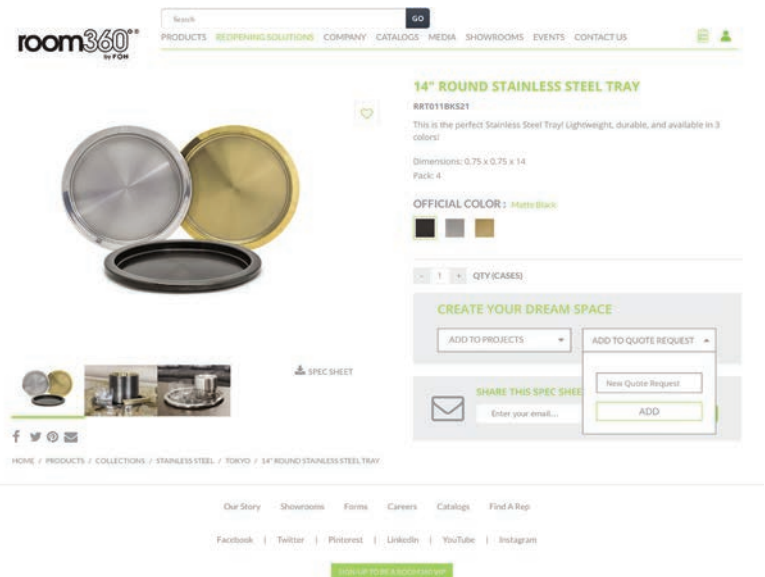 Search
GO
room360°
by FOH
PRODUCTS REOPENING SOLUTIONS COMPANY CATALOGS MEDIA SHOWROOMS EVENTS CONTACT US
14" ROUND STAINLESS STEEL TRAY
RRT011BKS21
This is the perfect Stainless Steel Tray! Lightweight, durable, and available in 3
colors!
Dimensions: 0.75 x 0.75 x 14
Pack: 4
OFFICIAL COLOR : Matte Black
- 1 + QTY (CASES)
CREATE YOUR DREAM SPACE
ADD TO PROJECTS
ADD TO QUOTE REQUEST
New Quote Request
ADD
SPEC SHEET
SHARE THIS SPEC SHEE
Enter your email...
HOME / PRODUCTS / COLLECTIONS / STAINLESS STEEL / TOKYO / 14" ROUND STAINLESS STEEL TRAY
Our Story Showrooms Forms Careers Catalogs Find A Rep
Facebook | Twitter | Pinterest | LinkedIn | YouTube | Instagram
SIGN UP TO BE A ROOM360 VIP